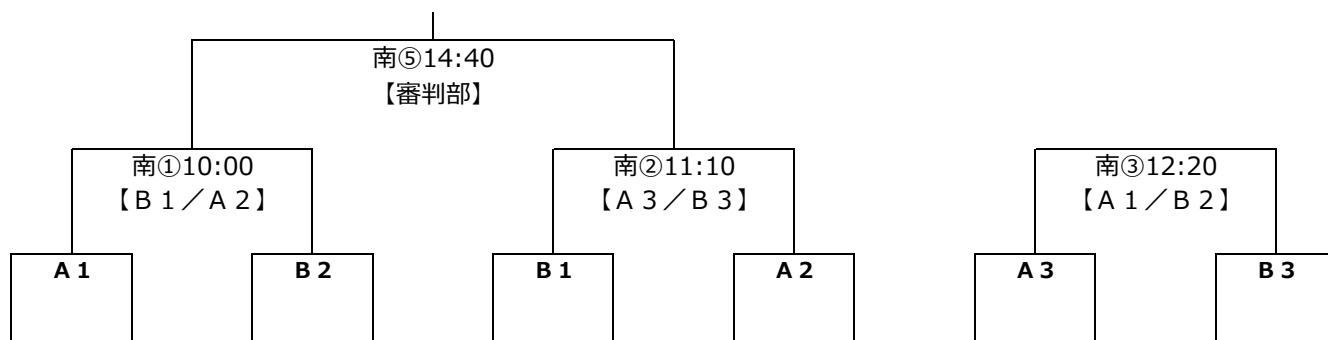 南⑤14:40
【審判部】
南①10:00
【Ｂ１／Ａ２】
南②11:10
【Ａ３／Ｂ３】
南③12:20
【Ａ１／Ｂ２】
Ａ１
Ｂ２
Ｂ１
Ａ２
Ａ３
Ｂ３